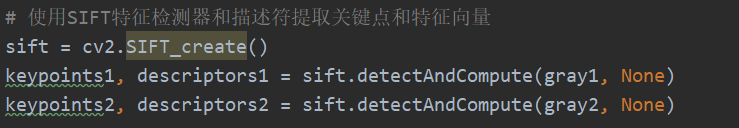 # 使用SIFT特征检测器和描述符提取关键点和特征向量
sift = cv2.SIFT_create()
keypoints1, descriptors1 = sift.detectAndCompute(gray1, None)
keypoints2, descriptors2 = sift.detectAndCompute(gray2, None)